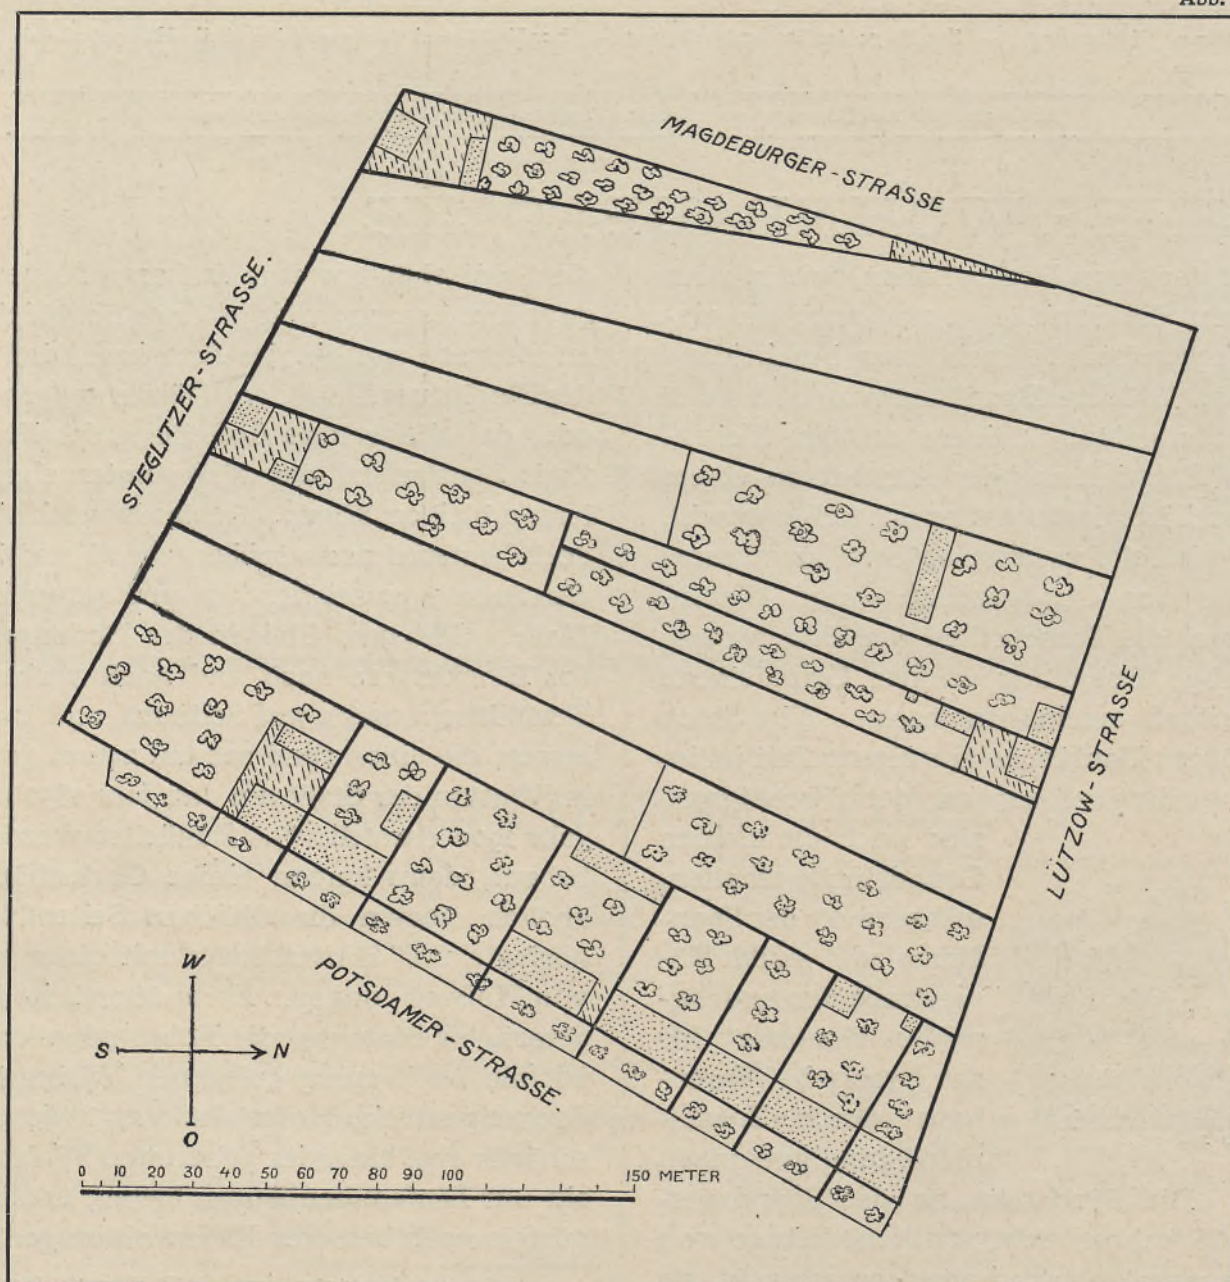 Abb.
MAGDEBURGER-STRASSE
STEGLITZER-STRASSE.
LÜTZOW-STRASSE
POTSDAMER-STRASSE.
W
S N
O
0 10 20 30 40 50 60 70 80 90 100 150 METER